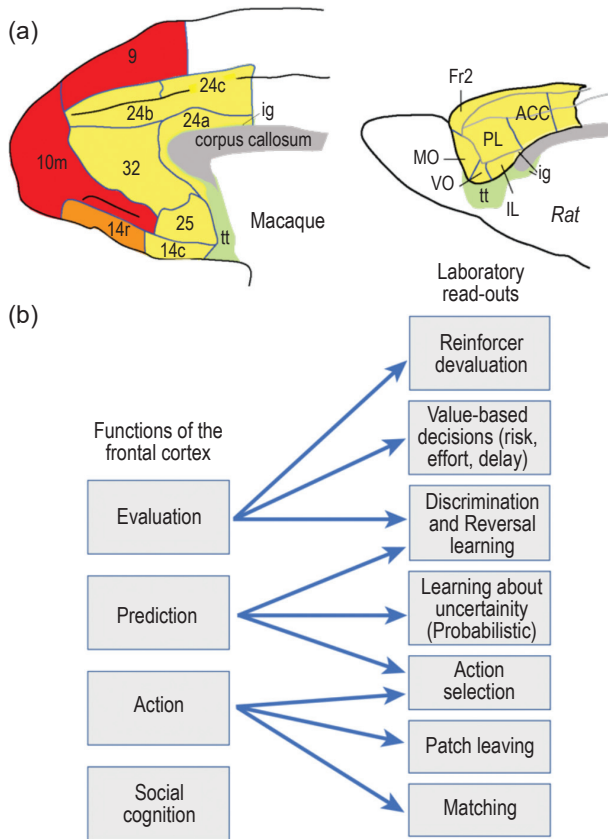 (a)
9
24c
24b
24a
ig
corpus callosum
10m
32
25
14r
14c
tt
Macaque
Fr2
ACC
PL
MO
VO
ig
tt
IL
Rat
(b)
Laboratory
read-outs
Functions of the
frontal cortex
Evaluation
Prediction
Action
Social
cognition
Reinforcer
devaluation
Value-based
decisions (risk,
effort, delay)
Discrimination
and Reversal
learning
Learning about
uncertainity
(Probabilistic)
Action
selection
Patch leaving
Matching